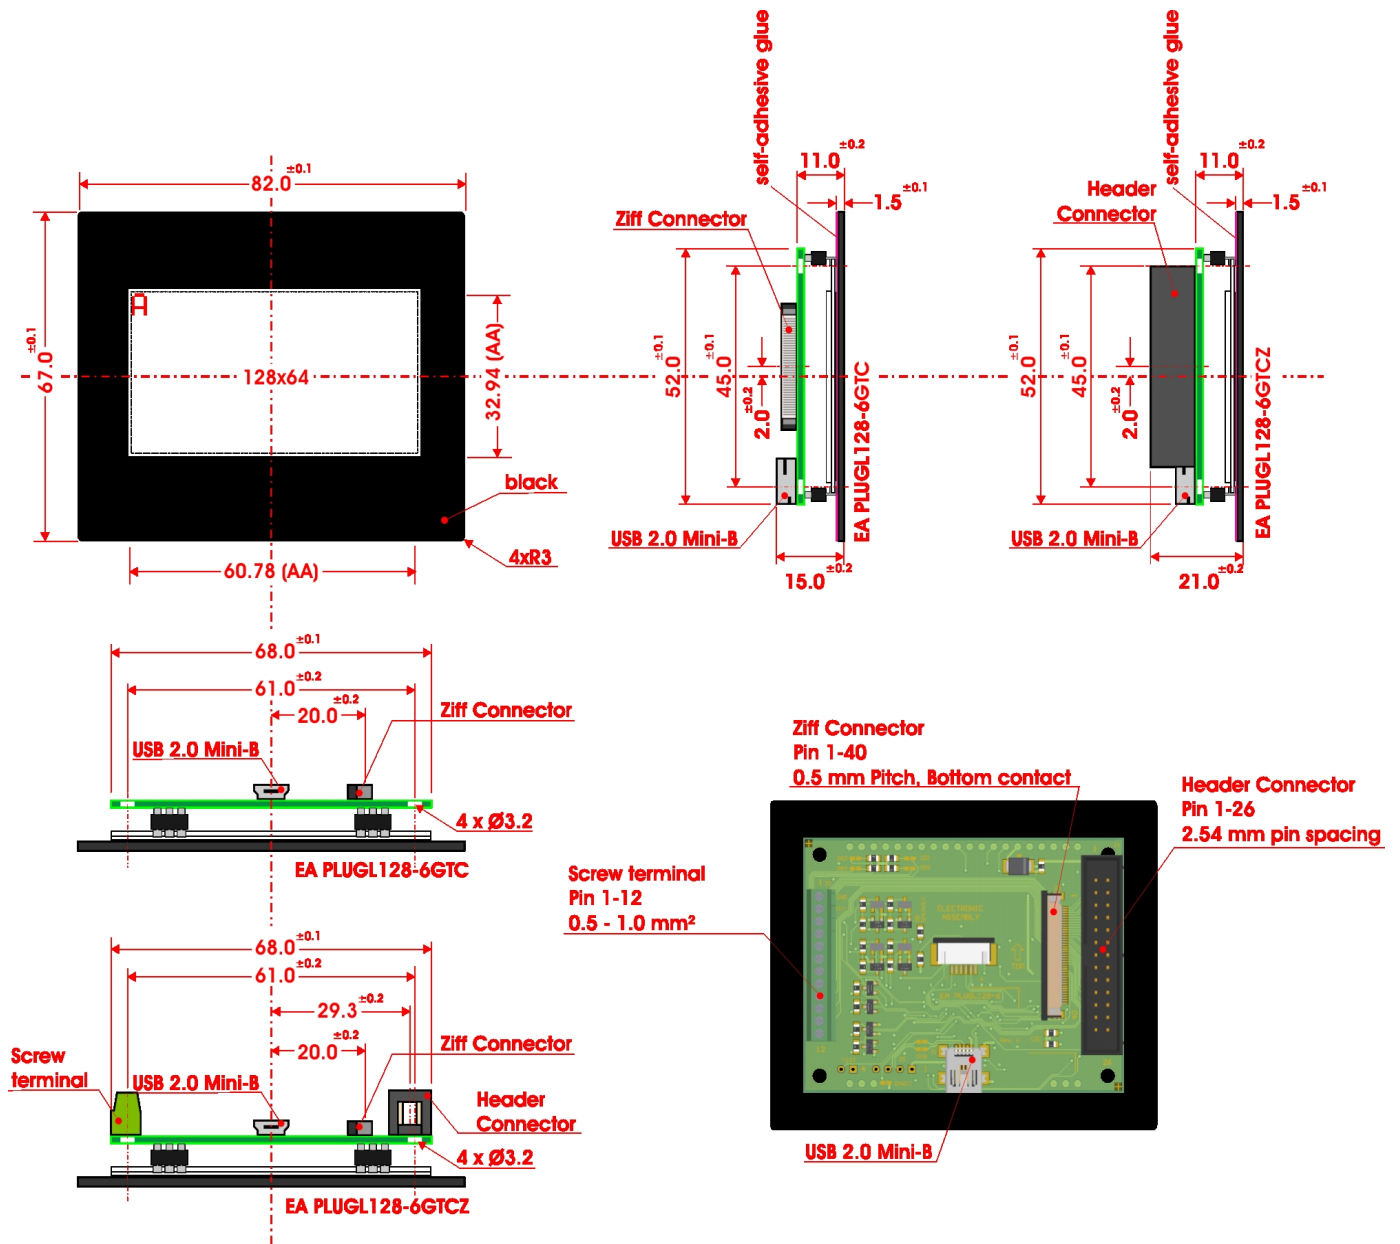 82.0 ±0.1
67.0 ±0.1
A
128x64
32.94 (AA)
black
4xR3
60.78 (AA)
self-adhesive glue
11.0 ±0.2
1.5 ±0.1
Ziff Connector
52.0 ±0.1
45.0 ±0.2
2.0
EA PLUGL128-6GTC
USB 2.0 Mini-B
15.0 ±0.2
self-adhesive glue
11.0 ±0.2
1.5 ±0.1
Header
Connector
52.0 ±0.1
45.0 ±0.2
2.0
EA PLUGL128-6GTCZ
USB 2.0 Mini-B
21.0 ±0.2
68.0 ±0.1
61.0 ±0.2
20.0 ±0.2
Ziff Connector
USB 2.0 Mini-B
4 x Ø3.2
EA PLUGL128-6GTC
68.0 ±0.1
61.0 ±0.2
29.3 ±0.2
20.0 ±0.2
Ziff Connector
Screw
terminal
USB 2.0 Mini-B
Header
Connector
4 x Ø3.2
EA PLUGL128-6GTCZ
Ziff Connector
Pin 1-40
0.5 mm Pitch, Bottom contact
Header Connector
Pin 1-26
2.54 mm pin spacing
Screw terminal
Pin 1-12
0.5 - 1.0 mm²
ELECTRONIC
ASSEMBLY
TOP
EA PLUGL128-6
12
26
USB 2.0 Mini-B